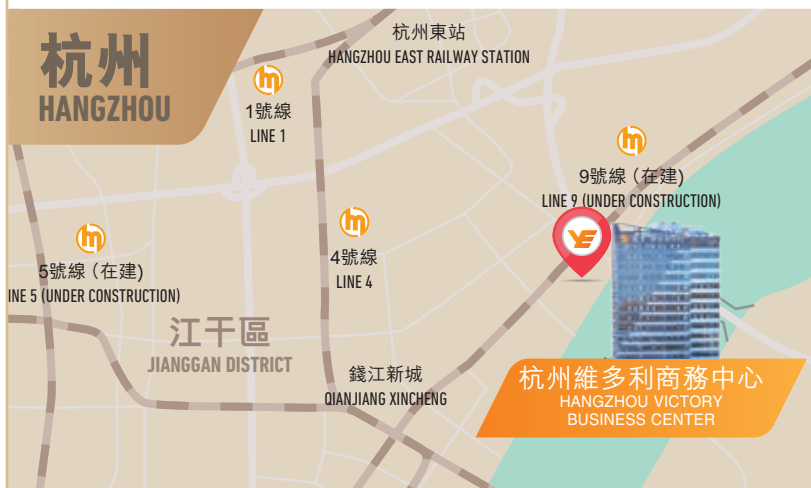 杭州
HANGZHOU
杭州東站
HANGZHOU EAST RAILWAY STATION
1號線
LINE 1
9號線（在建）
LINE 9 (UNDER CONSTRUCTION)
YE
4號線
LINE 4
5號線（在建）
INE 5 (UNDER CONSTRUCTION)
江干區
JIANGGAN DISTRICT
錢江新城
QIANJIANG XINCHENG
杭州維多利商務中心
HANGZHOU VICTORY
BUSINESS CENTER